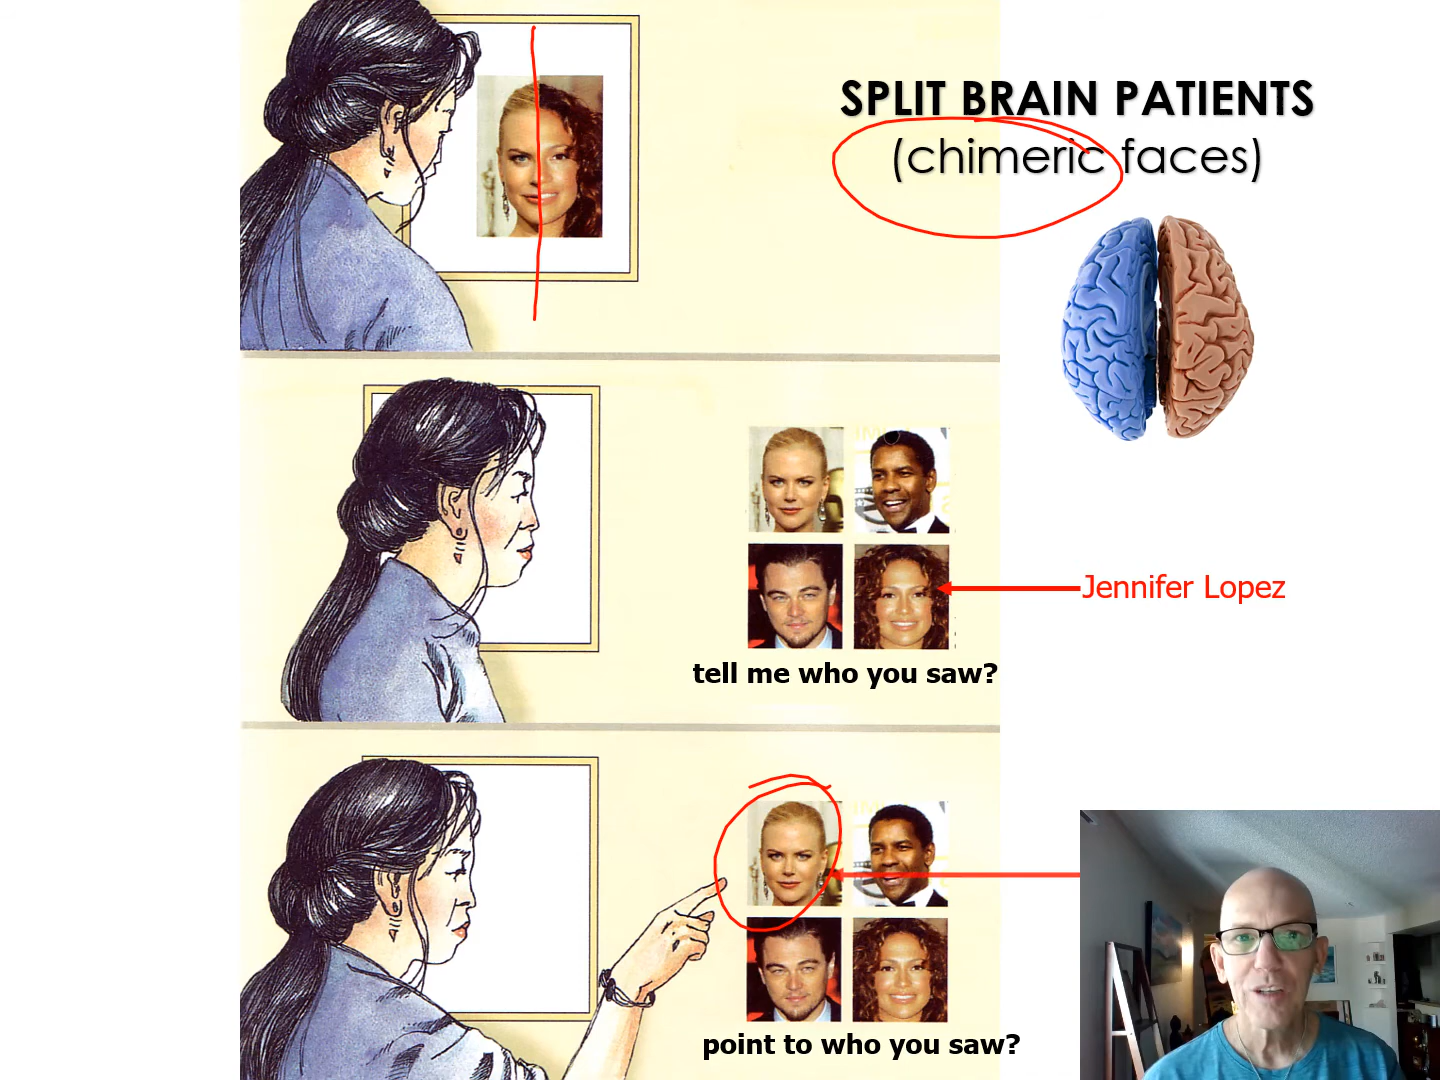 SPLIT BRAIN PATIENTS
(chimeric faces)
Jennifer Lopez
tell me who you saw?
point to who you saw?